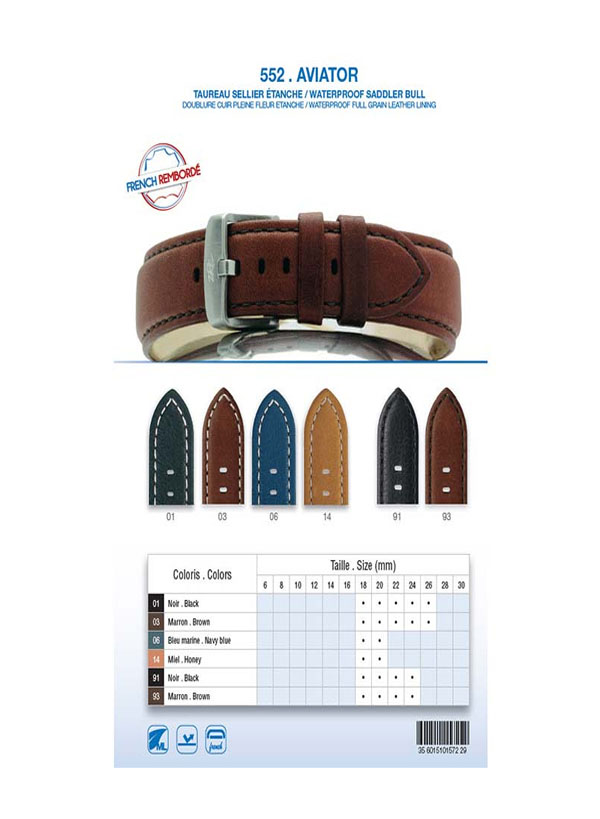 552 . AVIATOR
TAUREAU SELLIER ÉTANCHE / WATERPROOF SADDLER BULL
DOUBLURE CUIR PLEINE FLEUR ETANCHE / WATERPROOF FULL GRAIN LEATHER LINING
FRENCH REMBORDÉ
01 03 06 14 91 93
Coloris . Colors
Taille . Size (mm)
6 8 10 12 14 16 18 20 22 24 26 28 30
01 Noir . Black • • • • •
03 Marron . Brown • • • • •
06 Bleu marine . Navy blue • •
14 Miel . Honey • •
91 Noir . Black • • • •
93 Marron . Brown • • • •
ML
french
35 6015101572 29